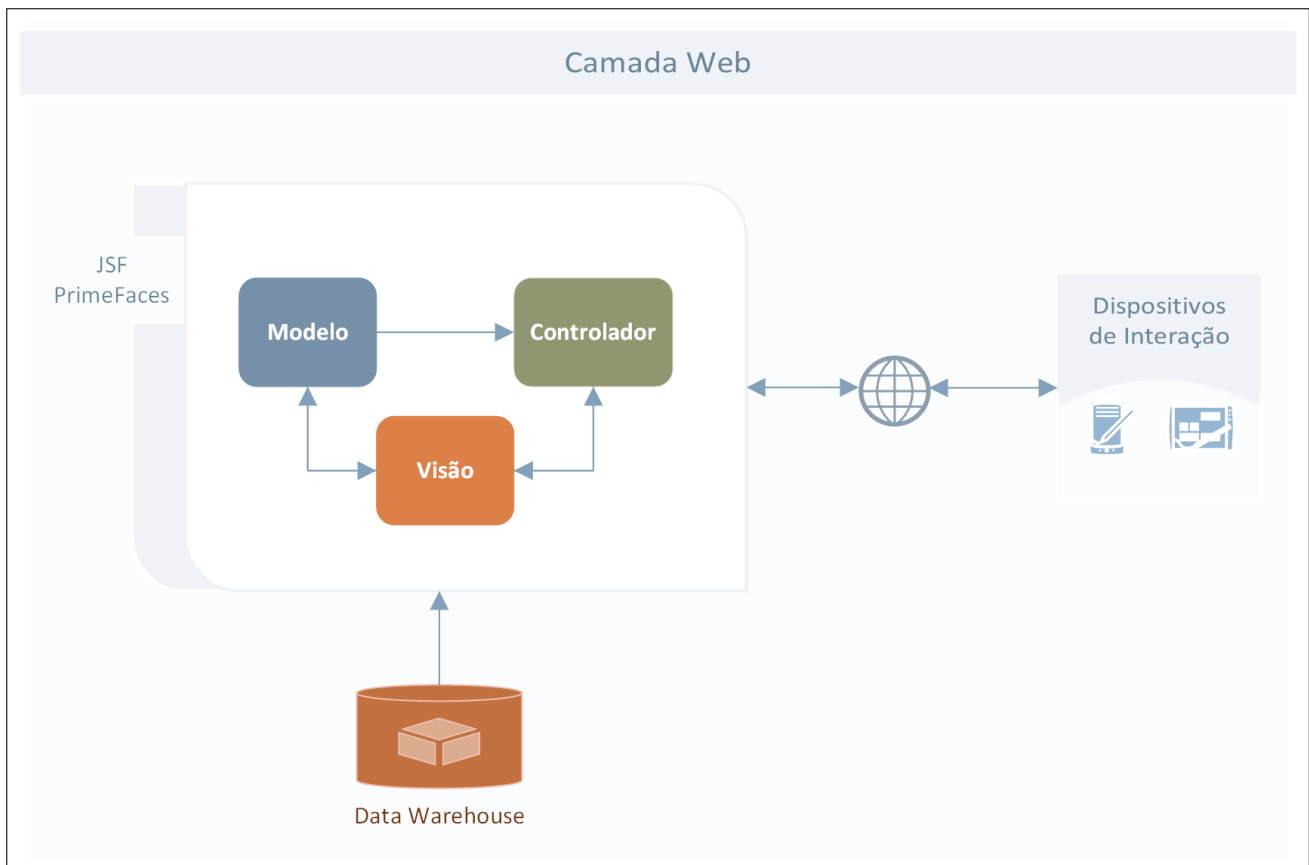 Camada Web
JSF
PrimeFaces
Modelo
Controlador
Visão
Dispositivos
de Interação
Data Warehouse